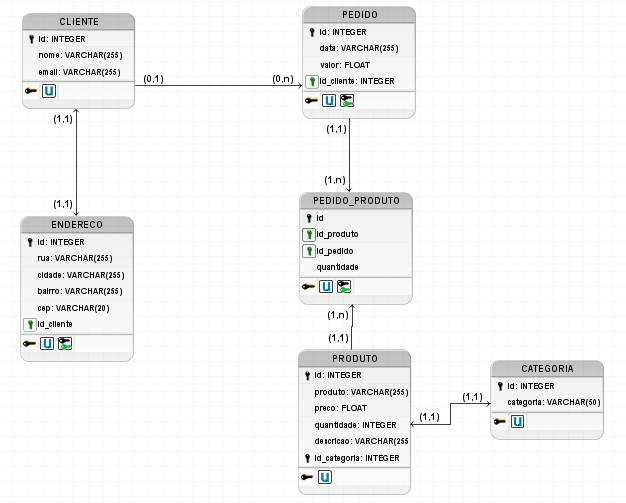 CLIENTE
id: INTEGER
nome: VARCHAR(255)
email: VARCHAR(255)
(0,1)
(0,n)
PEDIDO
id: INTEGER
data: VARCHAR(255)
valor: FLOAT
id_cliente: INTEGER
(1,1)
(1,1)
(1,1)
(1,n)
ENDERECO
id: INTEGER
rua: VARCHAR(255)
cidade: VARCHAR(255)
bairro: VARCHAR(255)
cep: VARCHAR(20)
id_cliente
PEDIDO_PRODUTO
id
id_produto
id_pedido
quantidade
(1,n)
(1,1)
PRODUTO
id: INTEGER
produto: VARCHAR(255)
preco: FLOAT
quantidade: INTEGER
descricao: VARCHAR(255
id_categoria: INTEGER
(1,1)
(1,1)
CATEGORIA
id: INTEGER
categoria: VARCHAR(50)